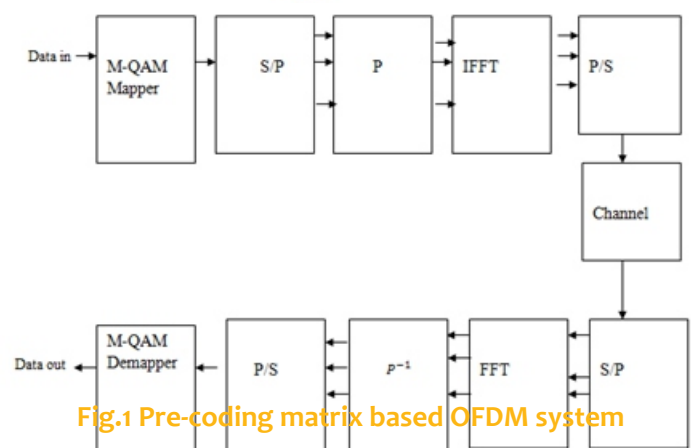 Data in
M-QAM
Mapper
S/P
P
IFFT
P/S
Channel
M-QAM
Demapper
Data out
P/S
P⁻¹
FFT
S/P
Fig.1 Pre-coding matrix based OFDM system